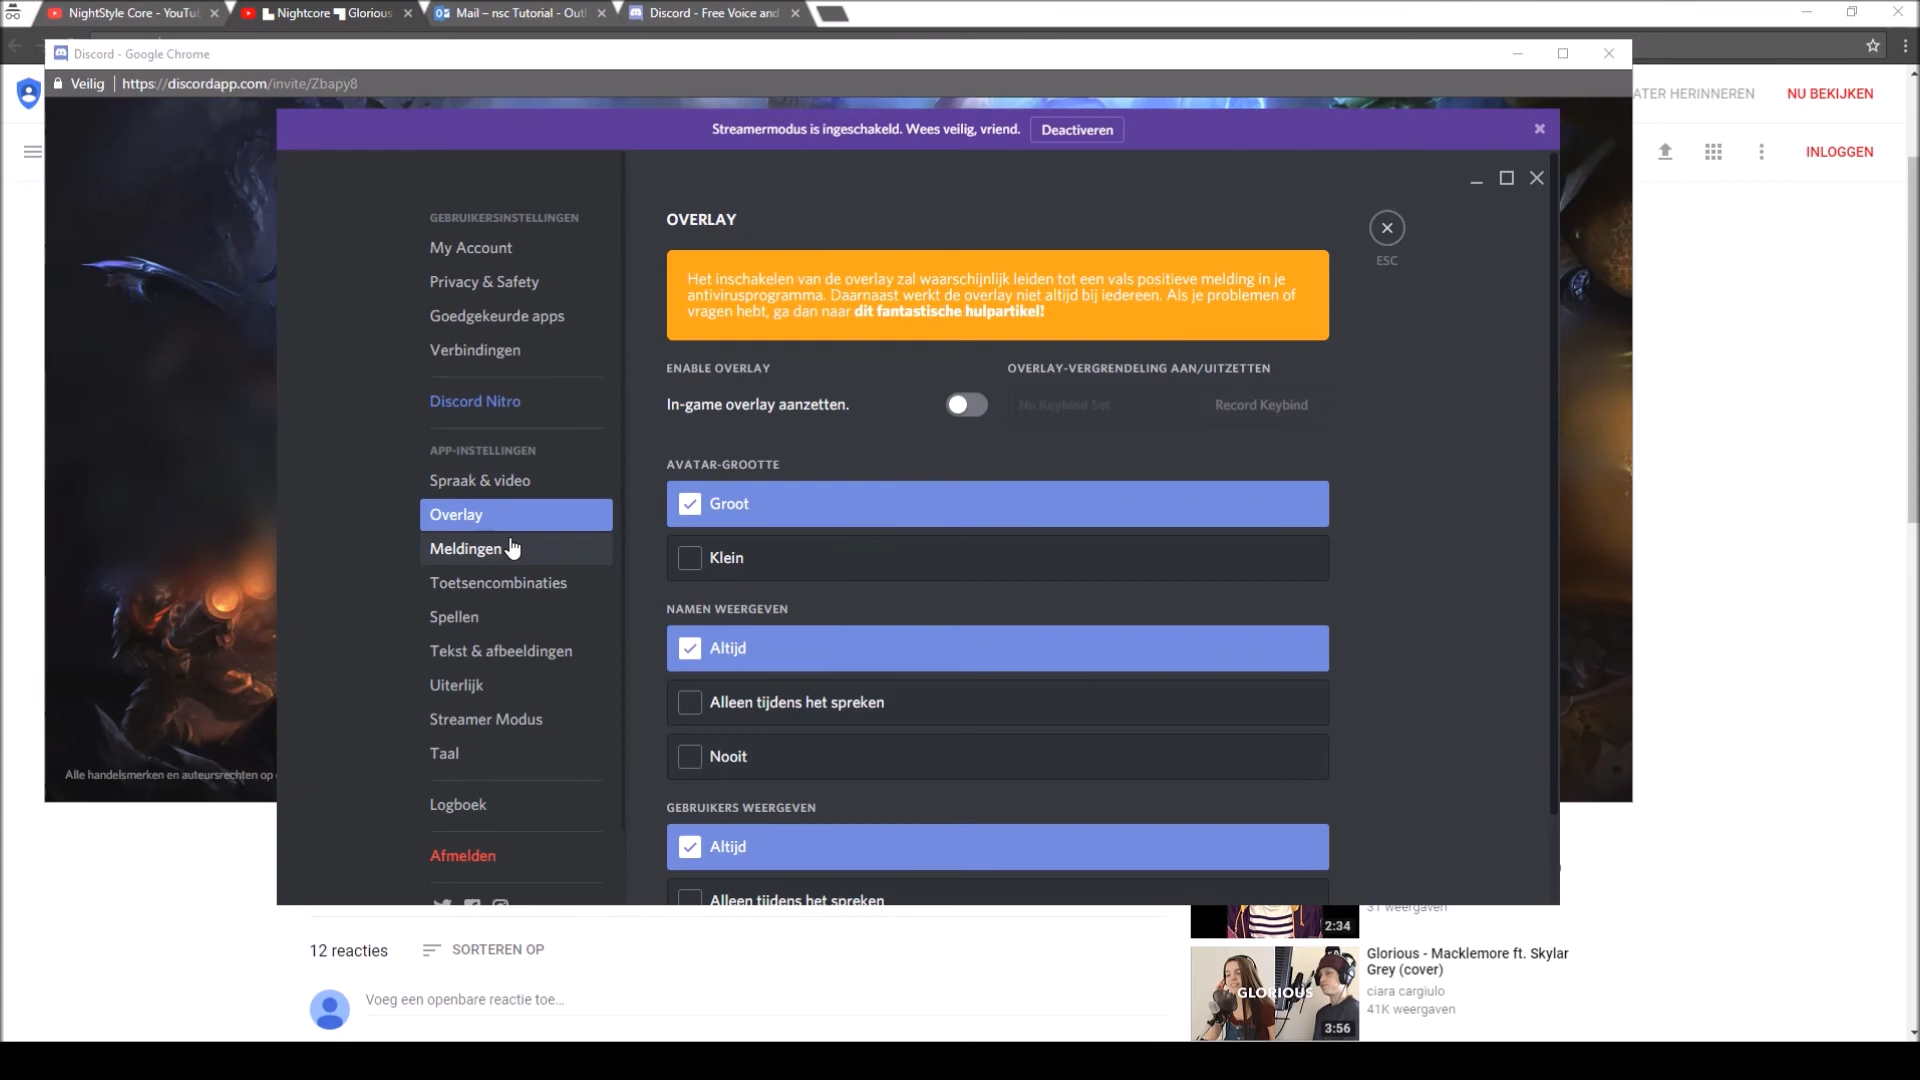 NightStyle Core - YouTu
Nightcore
Glorious
Mail – nsc Tutorial - Out
Discord - Free Voice and
Discord - Google Chrome
Veilig
https://discordapp.com/invite/Zbapy8
ATER HERINNEREN
NU BEKIJKEN
INLOGGEN
Streamermodus is ingeschakeld. Wees veilig, vriend.
Deactiveren
GEBRUIKERSINSTELLINGEN
My Account
Privacy & Safety
Goedgekeurde apps
Verbindingen
Discord Nitro
APP-INSTELLINGEN
Spraak & video
Overlay
Meldingen
Toetsencombinaties
Spellen
Tekst & afbeeldingen
Uiterlijk
Streamer Modus
Taal
Logboek
Afmelden
OVERLAY
ESC
Het inschakelen van de overlay zal waarschijnlijk leiden tot een vals positieve melding in je
antivirusprogramma. Daarnaast werkt de overlay niet altijd bij iedereen. Als je problemen of
vragen hebt, ga dan naar dit fantastische hulpartikel!
ENABLE OVERLAY
OVERLAY-VERGRENDELING AAN/UITZETTEN
In-game overlay aanzetten.
No Keybind Set
Record Keybind
AVATAR-GROOTTE
Groot
Klein
NAMEN WEERGEVEN
Altijd
Alleen tijdens het spreken
Nooit
GEBRUIKERS WEERGEVEN
Altijd
Alleen tijdens het spreken
Alle handelsmerken en auteursrechten op
12 reacties
SORTEREN OP
Voeg een openbare reactie toe...
31 weergaven
2:34
GLORIOUS
3:56
Glorious - Macklemore ft. Skylar
Grey (cover)
ciara cargiulo
41K weergaven